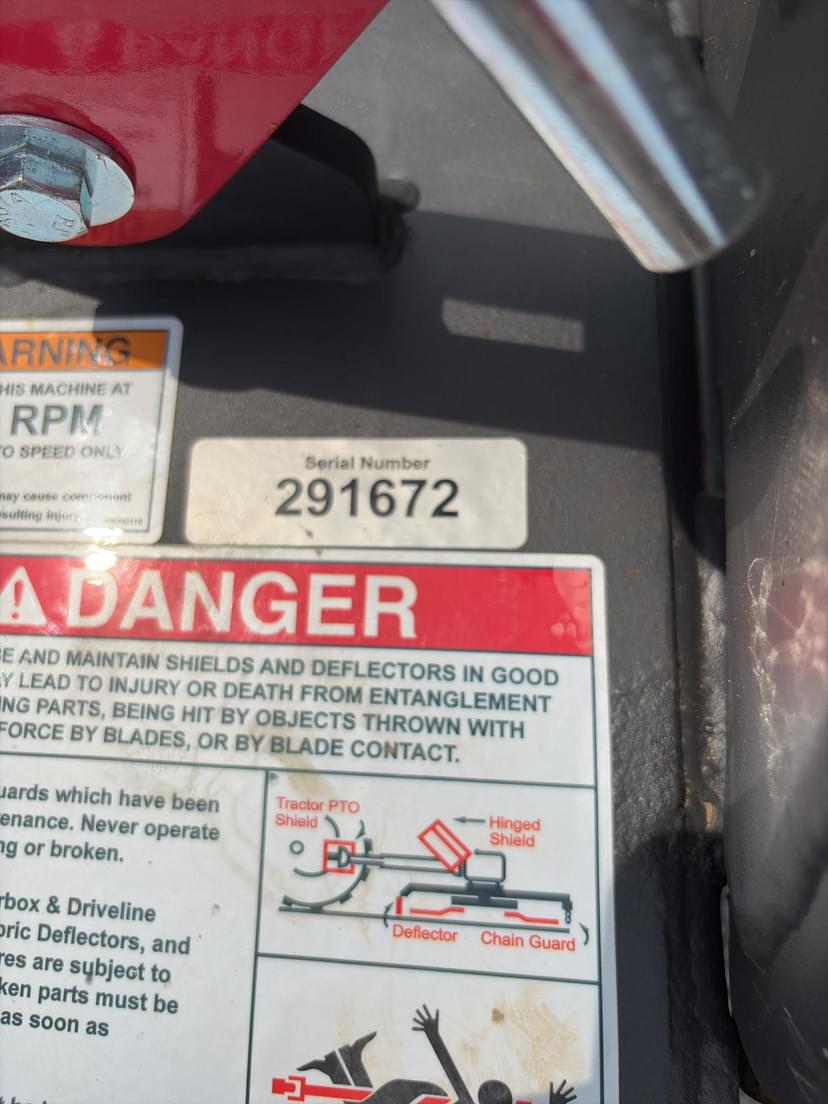 ARNING
HIS MACHINE AT
RPM
TO SPEED ONLY
may cause component
sulting injury.
Serial Number
291672
DANGER
E AND MAINTAIN SHIELDS AND DEFLECTORS IN GOOD
Y LEAD TO INJURY OR DEATH FROM ENTANGLEMENT
ING PARTS, BEING HIT BY OBJECTS THROWN WITH
FORCE BY BLADES, OR BY BLADE CONTACT.
uards which have been
enance. Never operate
ng or broken.
rbox & Driveline
bric Deflectors, and
res are subject to
ken parts must be
as soon as
Tractor PTO
Shield
Hinged
Shield
Deflector
Chain Guard